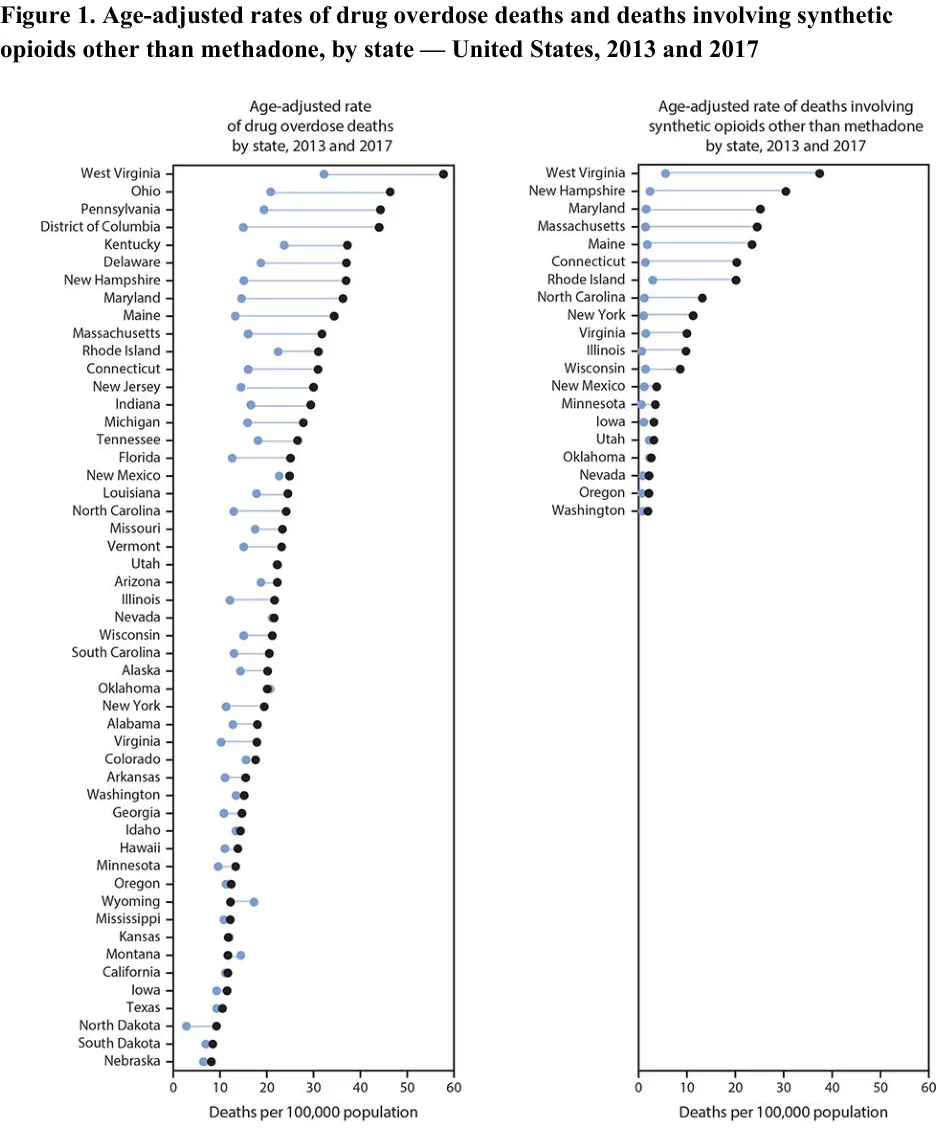 Figure 1. Age-adjusted rates of drug overdose deaths and deaths involving synthetic
opioids other than methadone, by state — United States, 2013 and 2017
Age-adjusted rate
of drug overdose deaths
by state, 2013 and 2017
West Virginia
Ohio
Pennsylvania
District of Columbia
Kentucky
Delaware
New Hampshire
Maryland
Maine
Massachusetts
Rhode Island
Connecticut
New Jersey
Indiana
Michigan
Tennessee
Florida
New Mexico
Louisiana
North Carolina
Missouri
Vermont
Utah
Arizona
Illinois
Nevada
Wisconsin
South Carolina
Alaska
Oklahoma
New York
Alabama
Virginia
Colorado
Arkansas
Washington
Georgia
Idaho
Hawaii
Minnesota
Oregon
Wyoming
Mississippi
Kansas
Montana
California
Iowa
Texas
North Dakota
South Dakota
Nebraska
0 10 20 30 40 50 60
Deaths per 100,000 population
Age-adjusted rate of deaths involving
synthetic opioids other than methadone
by state, 2013 and 2017
West Virginia
New Hampshire
Maryland
Massachusetts
Maine
Connecticut
Rhode Island
North Carolina
New York
Virginia
Illinois
Wisconsin
New Mexico
Minnesota
Iowa
Utah
Oklahoma
Nevada
Oregon
Washington
0 10 20 30 40 50 60
Deaths per 100,000 population